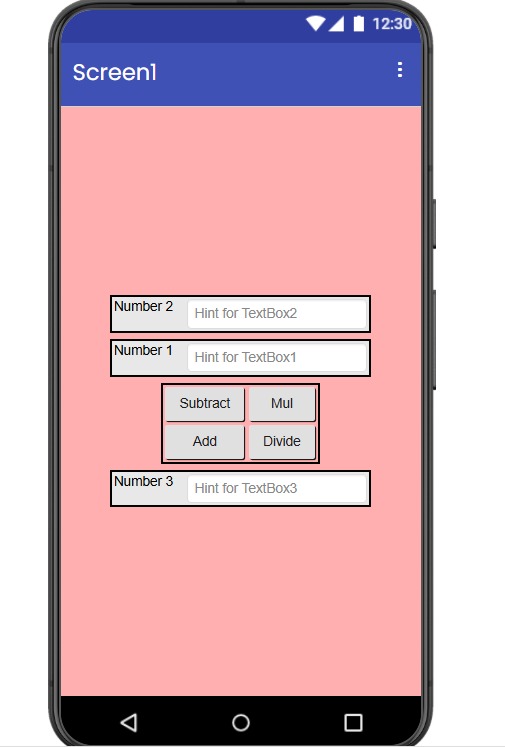 12:30
Screen1
Number 2 Hint for TextBox2
Number 1 Hint for TextBox1
Subtract Mul
Add Divide
Number 3 Hint for TextBox3